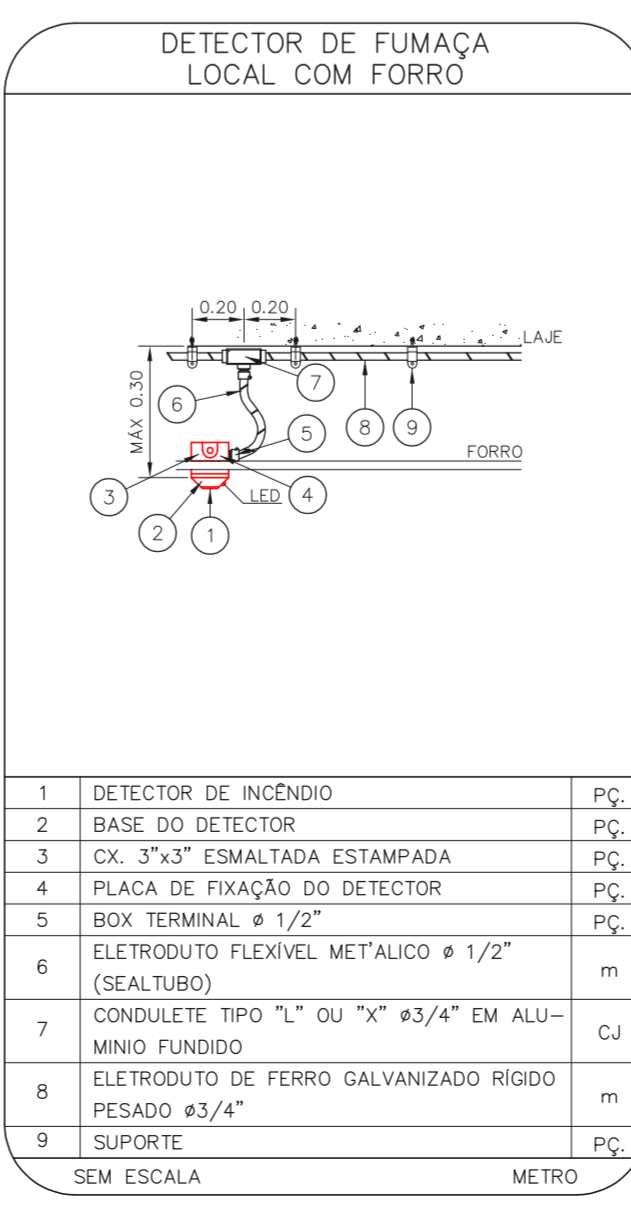 DETECTOR DE FUMAÇA
LOCAL COM FORRO
0.20 0.20
LAJE
MÁX 0.30
7
6
8
9
5
FORRO
3
LED
4
2
1
1 DETECTOR DE INCÊNDIO PÇ.
2 BASE DO DETECTOR PÇ.
3 CX. 3"x3" ESMALTADA ESTAMPADA PÇ.
4 PLACA DE FIXAÇÃO DO DETECTOR PÇ.
5 BOX TERMINAL ø 1/2" PÇ.
6 ELETRODUTO FLEXÍVEL MET'ALICO ø 1/2"
(SEALTUBO) m
7 CONDULETE TIPO "L" OU "X" ø3/4" EM ALU-
MINIO FUNDIDO CJ
8 ELETRODUTO DE FERRO GALVANIZADO RÍGIDO
PESADO ø3/4" m
9 SUPORTE PÇ.
SEM ESCALA METRO